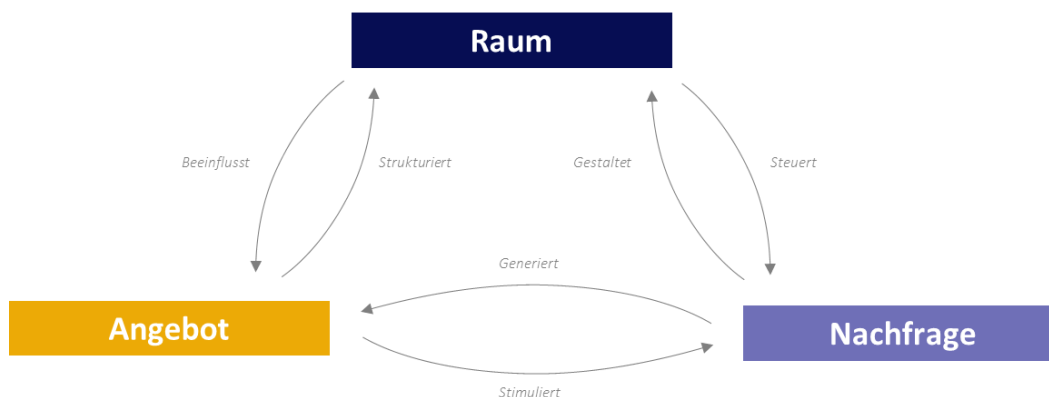 Raum
Beeinflusst
Strukturiert
Gestaltet
Steuert
Generiert
Angebot
Nachfrage
Stimuliert